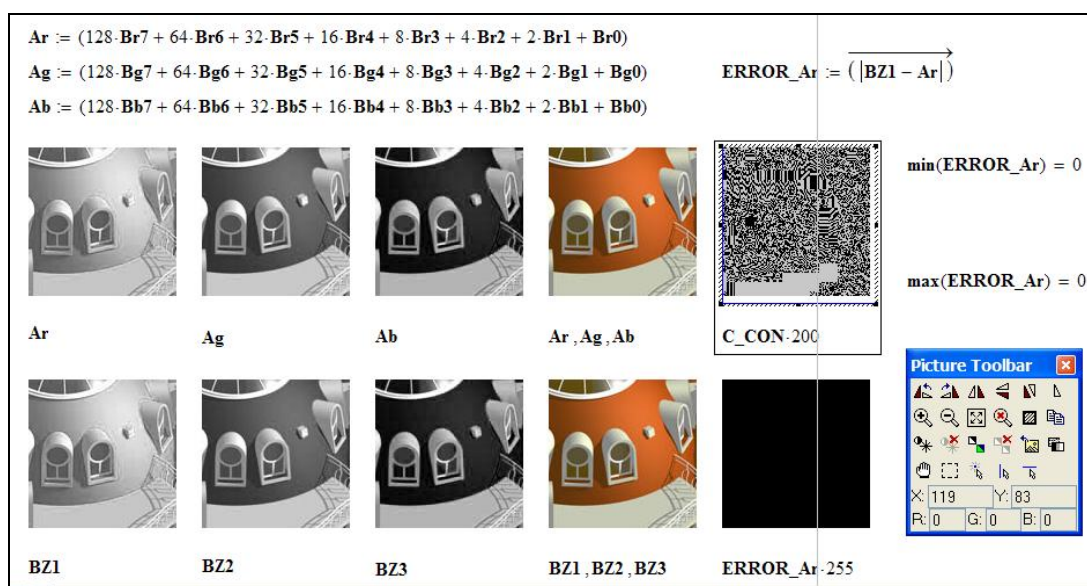 Ar := (128·Br7 + 64·Br6 + 32·Br5 + 16·Br4 + 8·Br3 + 4·Br2 + 2·Br1 + Br0)
Ag := (128·Bg7 + 64·Bg6 + 32·Bg5 + 16·Bg4 + 8·Bg3 + 4·Bg2 + 2·Bg1 + Bg0)
ERROR_Ar := (|BZ1 − Ar|)
Ab := (128·Bb7 + 64·Bb6 + 32·Bb5 + 16·Bb4 + 8·Bb3 + 4·Bb2 + 2·Bb1 + Bb0)
min(ERROR_Ar) = 0
max(ERROR_Ar) = 0
Ar
Ag
Ab
Ar , Ag , Ab
C_CON·200
Picture Toolbar
X: 119 Y: 83
R: 0 G: 0 B: 0
BZ1
BZ2
BZ3
BZ1 , BZ2 , BZ3
ERROR_Ar·255